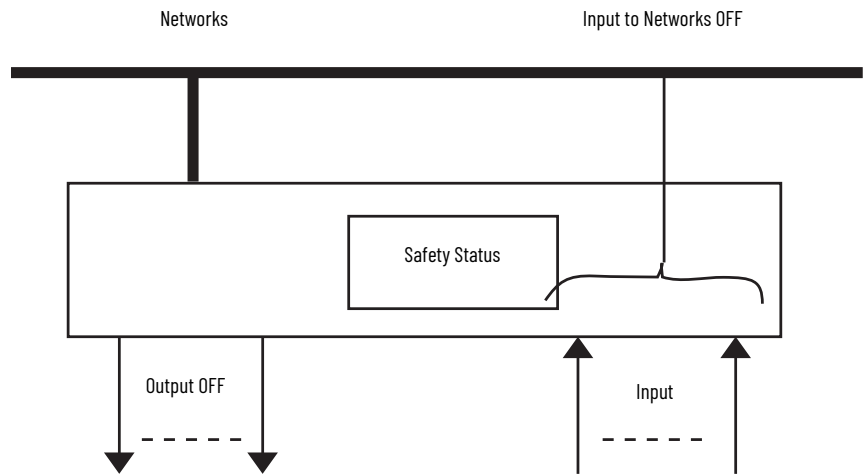 Networks
Input to Networks OFF
Safety Status
Output OFF
Input